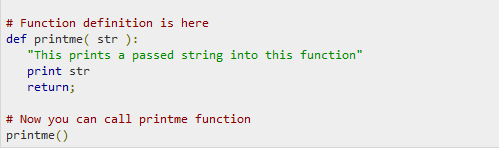 # Function definition is here
def printme( str ):
   "This prints a passed string into this function"
   print str
   return;
# Now you can call printme function
printme()